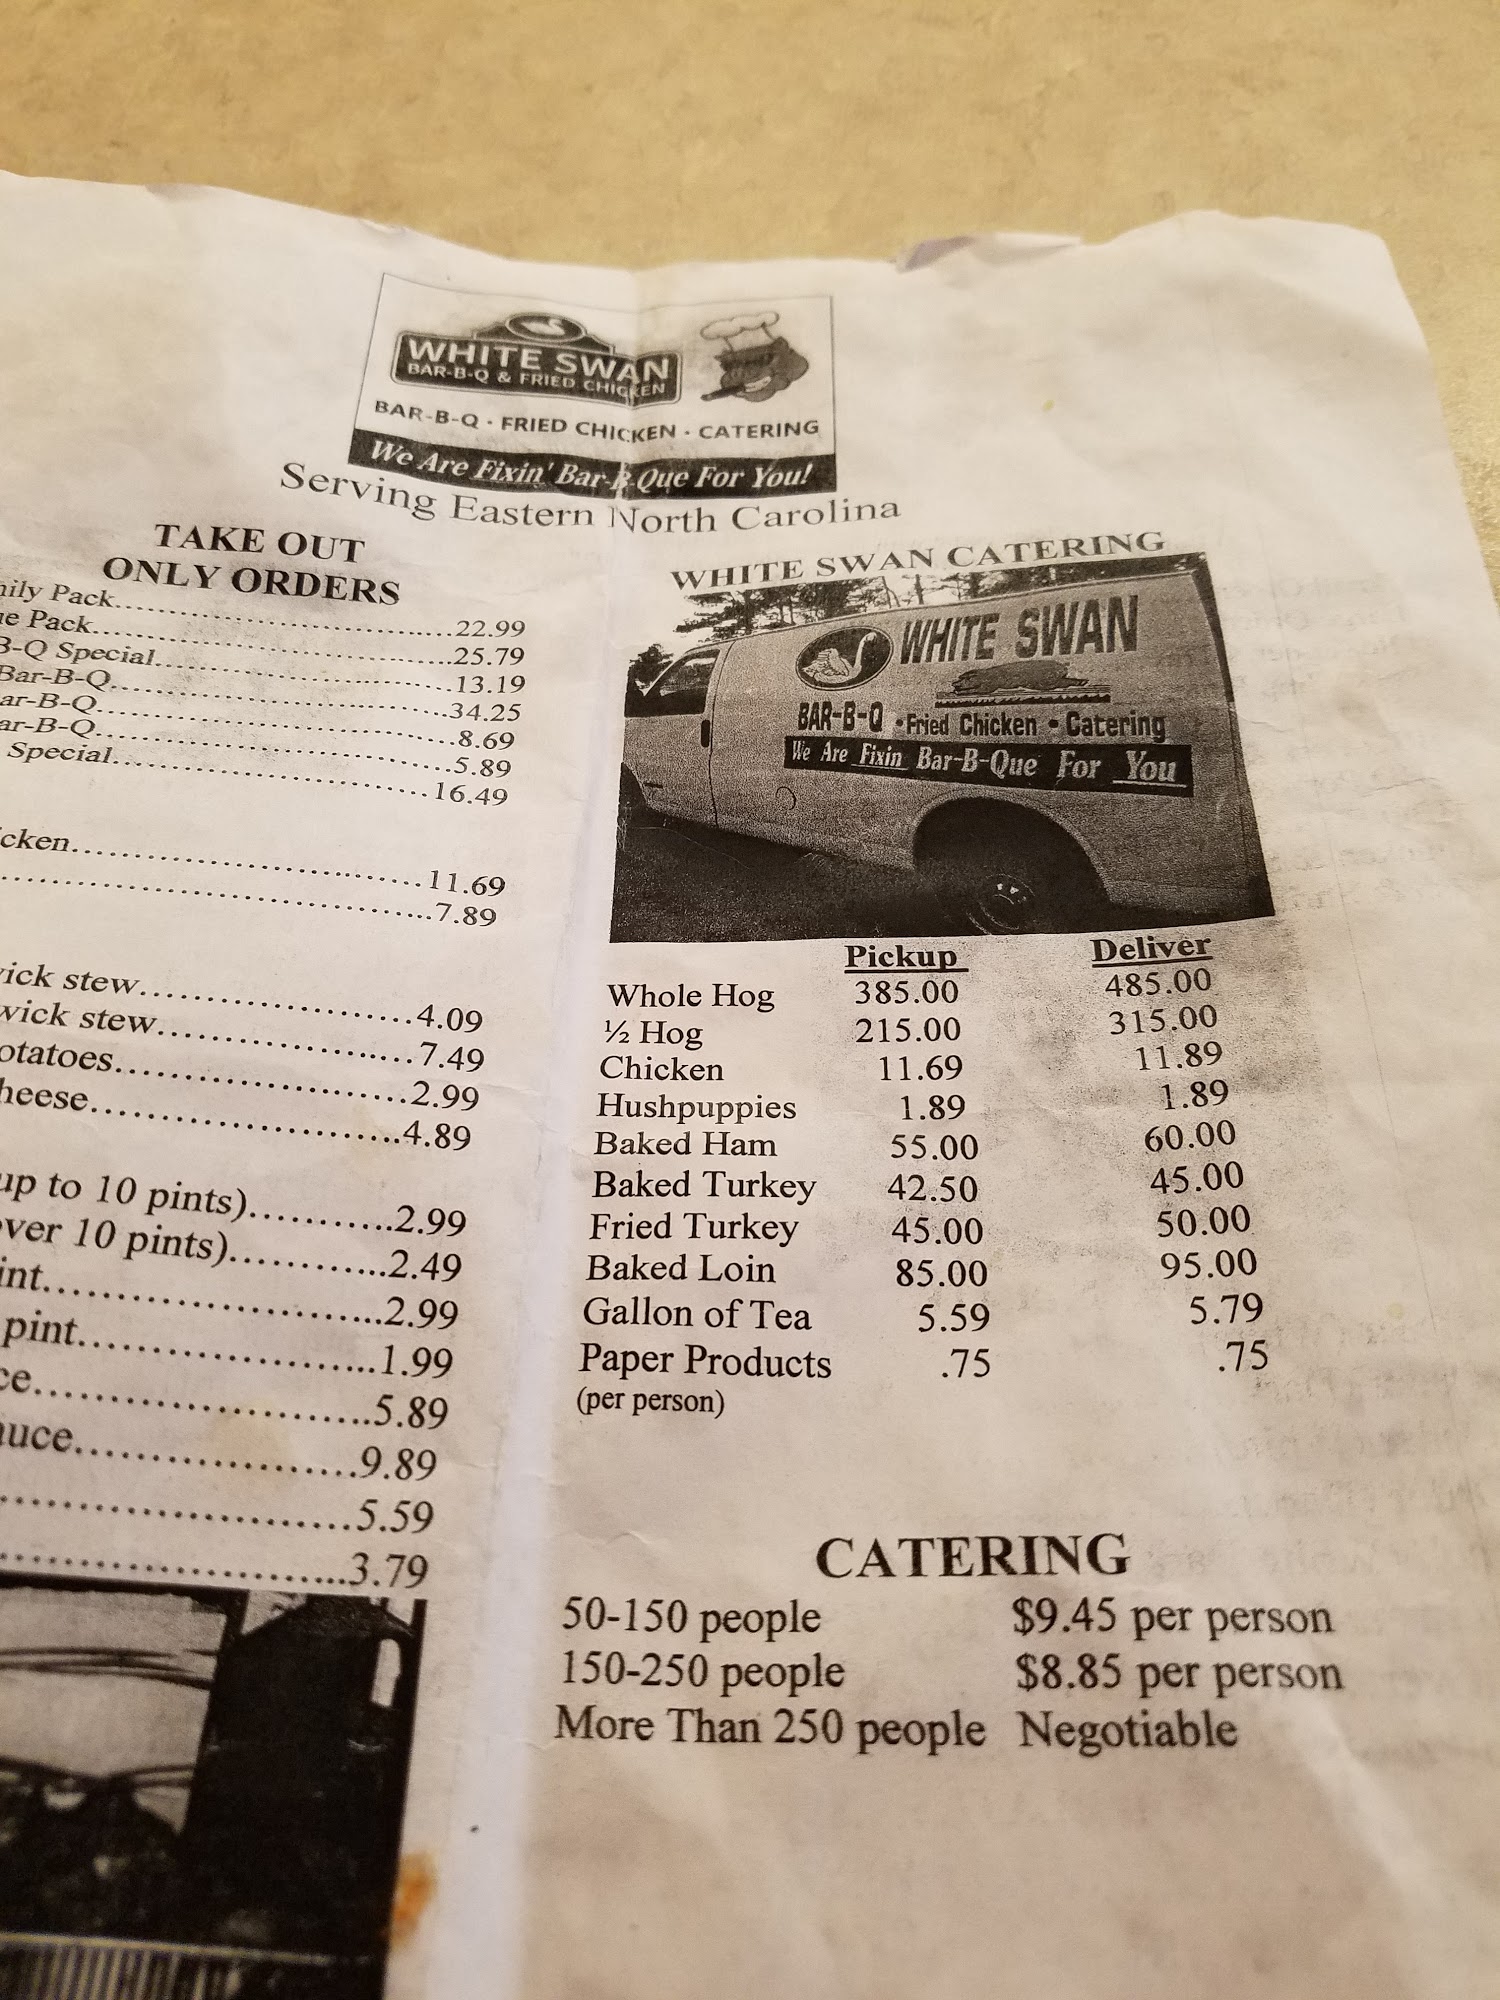 WHITE SWAN
BAR-B-Q & FRIED CHICKEN
BAR-B-Q · FRIED CHICKEN · CATERING
We Are Fixin' Bar-B-Que For You!
Serving Eastern North Carolina
TAKE OUT
ONLY ORDERS
mily Pack..........22.99
ue Pack..........25.79
B-Q Special..........13.19
Bar-B-Q..........34.25
ar-B-Q..........8.69
ar-B-Q..........5.89
Special..........16.49
icken..........11.69
..........7.89
wick stew..........4.09
wick stew..........7.49
otatoes..........2.99
heese..........4.89
up to 10 pints)..........2.99
over 10 pints)..........2.49
int..........2.99
pint..........1.99
ce..........5.89
auce..........9.89
..........5.59
..........3.79
WHITE SWAN CATERING
WHITE SWAN
BAR-B-Q • Fried Chicken • Catering
We Are Fixin Bar-B-Que For You
Pickup Deliver
Whole Hog 385.00 485.00
½ Hog 215.00 315.00
Chicken 11.69 11.89
Hushpuppies 1.89 1.89
Baked Ham 55.00 60.00
Baked Turkey 42.50 45.00
Fried Turkey 45.00 50.00
Baked Loin 85.00 95.00
Gallon of Tea 5.59 5.79
Paper Products .75 .75
(per person)
CATERING
50-150 people $9.45 per person
150-250 people $8.85 per person
More Than 250 people Negotiable